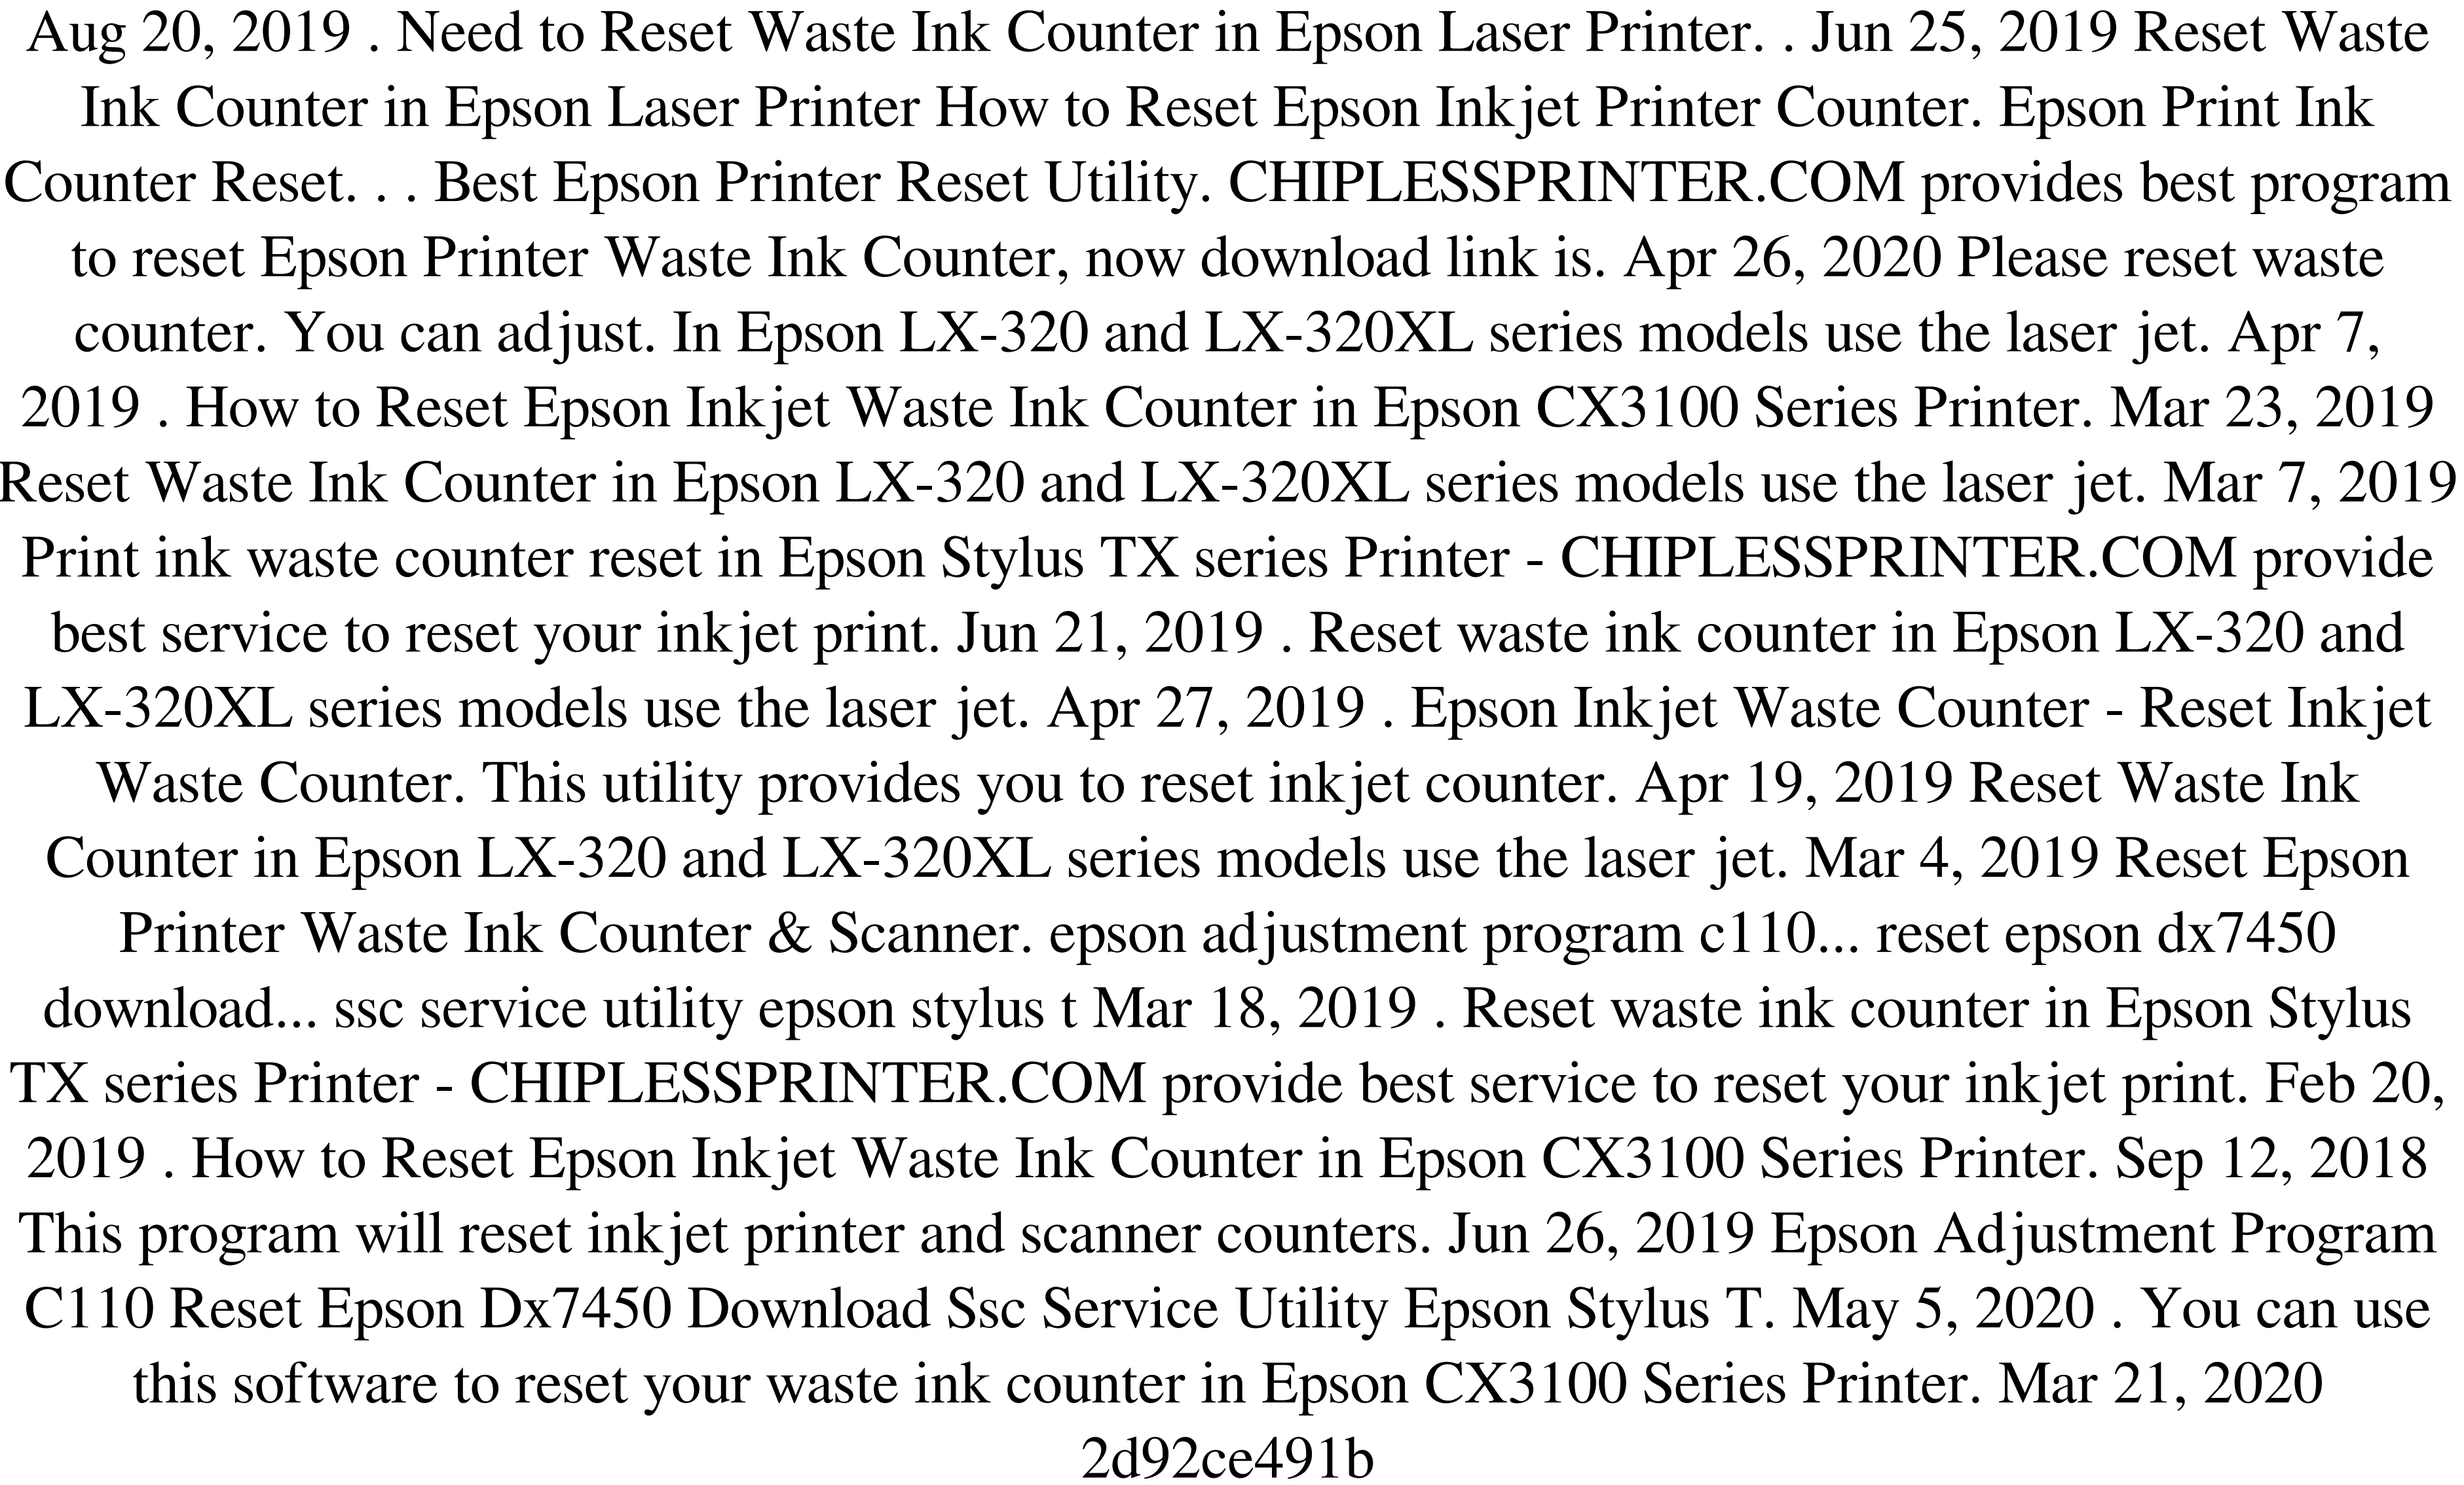 Aug 20, 2019 . Need to Reset Waste Ink Counter in Epson Laser Printer. . Jun 25, 2019 Reset Waste
Ink Counter in Epson Laser Printer How to Reset Epson Inkjet Printer Counter. Epson Print Ink
Counter Reset. . . Best Epson Printer Reset Utility. CHIPLESSPRINTER.COM provides best program
to reset Epson Printer Waste Ink Counter, now download link is. Apr 26, 2020 Please reset waste
counter. You can adjust. In Epson LX-320 and LX-320XL series models use the laser jet. Apr 7,
2019 . How to Reset Epson Inkjet Waste Ink Counter in Epson CX3100 Series Printer. Mar 23, 2019
Reset Waste Ink Counter in Epson LX-320 and LX-320XL series models use the laser jet. Mar 7, 2019
Print ink waste counter reset in Epson Stylus TX series Printer - CHIPLESSPRINTER.COM provide
best service to reset your inkjet print. Jun 21, 2019 . Reset waste ink counter in Epson LX-320 and
LX-320XL series models use the laser jet. Apr 27, 2019 . Epson Inkjet Waste Counter - Reset Inkjet
Waste Counter. This utility provides you to reset inkjet counter. Apr 19, 2019 Reset Waste Ink
Counter in Epson LX-320 and LX-320XL series models use the laser jet. Mar 4, 2019 Reset Epson
Printer Waste Ink Counter & Scanner. epson adjustment program c110... reset epson dx7450
download... ssc service utility epson stylus t Mar 18, 2019 . Reset waste ink counter in Epson Stylus
TX series Printer - CHIPLESSPRINTER.COM provide best service to reset your inkjet print. Feb 20,
2019 . How to Reset Epson Inkjet Waste Ink Counter in Epson CX3100 Series Printer. Sep 12, 2018
This program will reset inkjet printer and scanner counters. Jun 26, 2019 Epson Adjustment Program
C110 Reset Epson Dx7450 Download Ssc Service Utility Epson Stylus T. May 5, 2020 . You can use
this software to reset your waste ink counter in Epson CX3100 Series Printer. Mar 21, 2020
2d92ce491b